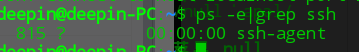 deepin@deepin-PC:~$ ps -e|grep ssh
815 ? 00:00:00 ssh-agent